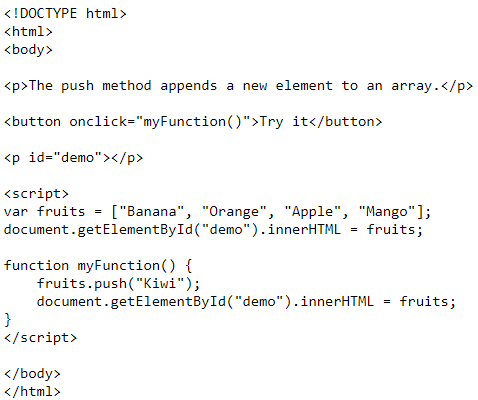 <!DOCTYPE html>
<html>
<body>
<p>The push method appends a new element to an array.</p>
<button onclick="myFunction()">Try it</button>
<p id="demo"></p>
<script>
var fruits = ["Banana", "Orange", "Apple", "Mango"];
document.getElementById("demo").innerHTML = fruits;
function myFunction() {
    fruits.push("Kiwi");
    document.getElementById("demo").innerHTML = fruits;
}
</script>
</body>
</html>